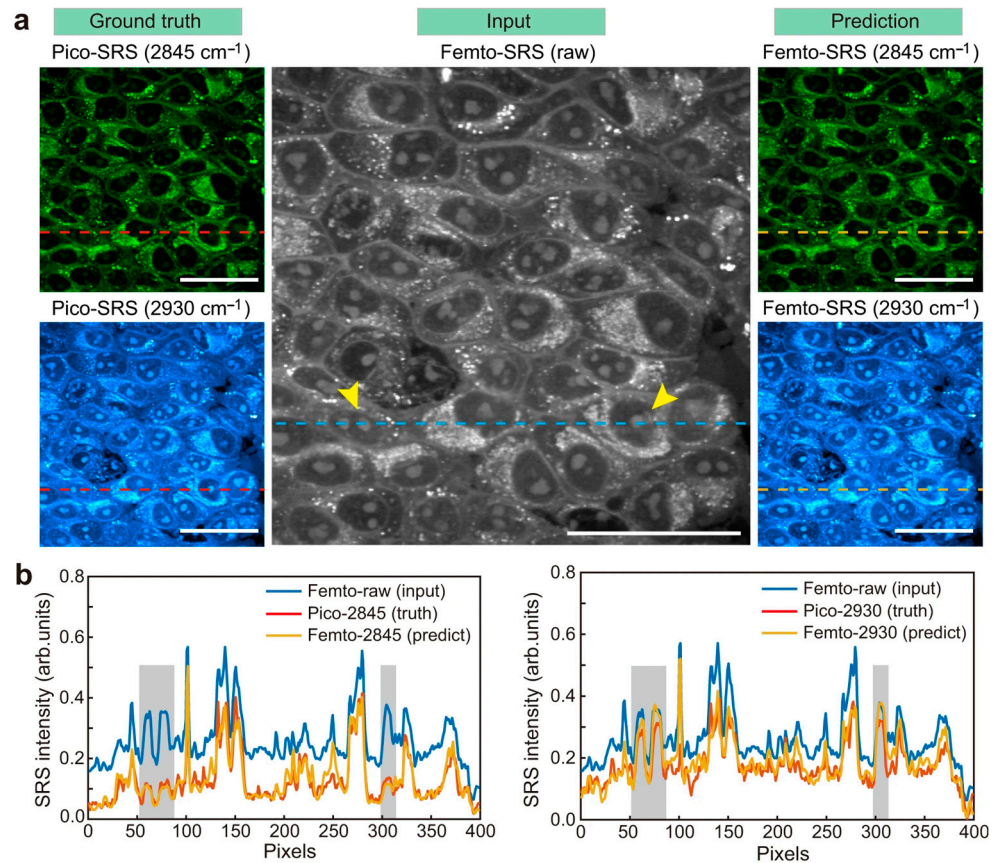 a
Ground truth
Input
Prediction
Pico-SRS (2845 cm⁻¹)
Femto-SRS (raw)
Femto-SRS (2845 cm⁻¹)
Pico-SRS (2930 cm⁻¹)
Femto-SRS (2930 cm⁻¹)
b
SRS intensity (arb.units)
0.8
0.6
0.4
0.2
0.0
Femto-raw (input)
Pico-2845 (truth)
Femto-2845 (predict)
0 50 100 150 200 250 300 350 400
Pixels
SRS intensity (arb.units)
0.8
0.6
0.4
0.2
0.0
Femto-raw (input)
Pico-2930 (truth)
Femto-2930 (predict)
0 50 100 150 200 250 300 350 400
Pixels